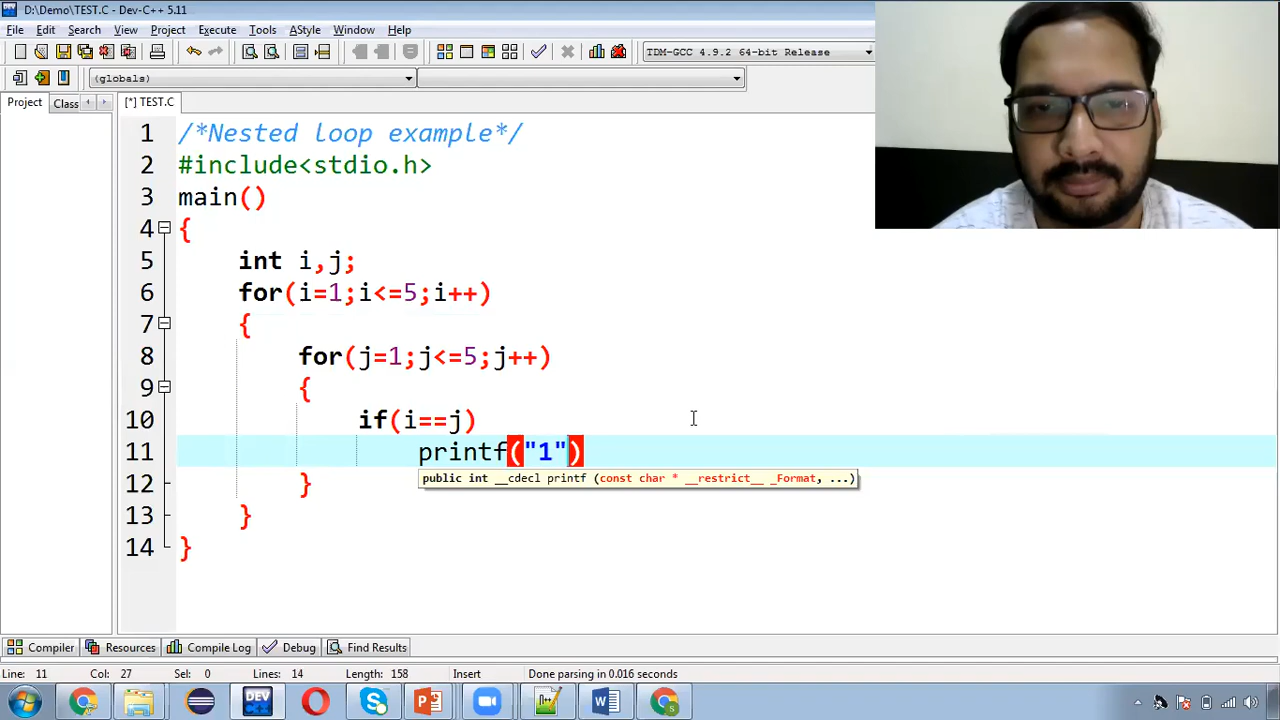 D:\Demo\TEST.C - Dev-C++ 5.11
File Edit Search View Project Execute Tools AStyle Window Help
TDM-GCC 4.9.2 64-bit Release
(globals)
Project Class [*] TEST.C
1 /*Nested loop example*/
2 #include<stdio.h>
3 main()
4 {
5 int i,j;
6 for(i=1;i<=5;i++)
7 {
8 for(j=1;j<=5;j++)
9 {
10 if(i==j)
11 printf("1")
public int __cdecl printf (const char * __restrict__ _Format, ...)
12 }
13 }
14 }
Compiler Resources Compile Log Debug Find Results
Line: 11 Col: 27 Sel: 0 Lines: 14 Length: 158 Insert Done parsing in 0.016 seconds
DEV C++